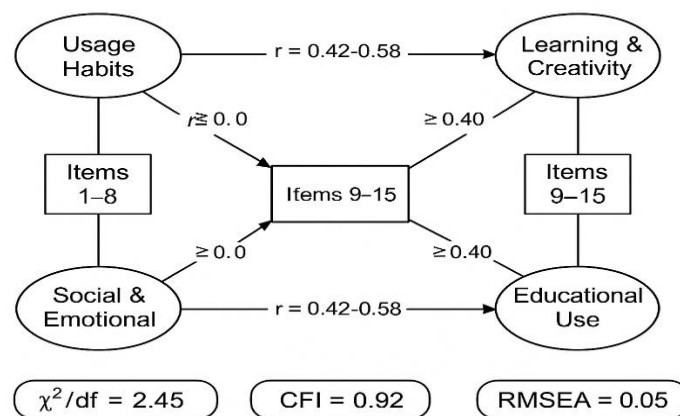 Usage
Habits
r = 0.42-0.58
Learning &
Creativity
r≥0.0
≥0.40
Items
1–8
Items 9–15
Items
9–15
≥0.0
≥0.40
Social &
Emotional
r = 0.42-0.58
Educational
Use
χ²/df = 2.45
CFI = 0.92
RMSEA = 0.05